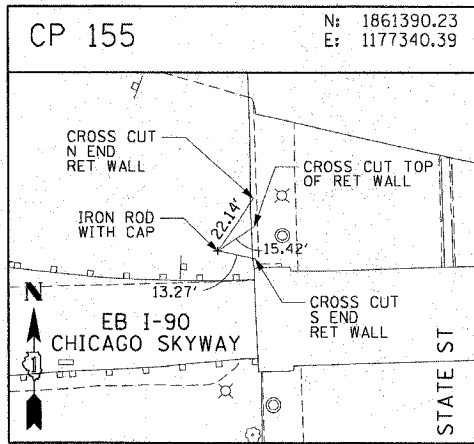 CP 155
N: 1861390.23
E: 1177340.39
CROSS CUT
N END
RET WALL
CROSS CUT TOP
OF RET WALL
IRON ROD
WITH CAP
22.14'
15.42'
13.27'
CROSS CUT
S END
RET WALL
N
EB I-90
CHICAGO SKYWAY
STATE ST